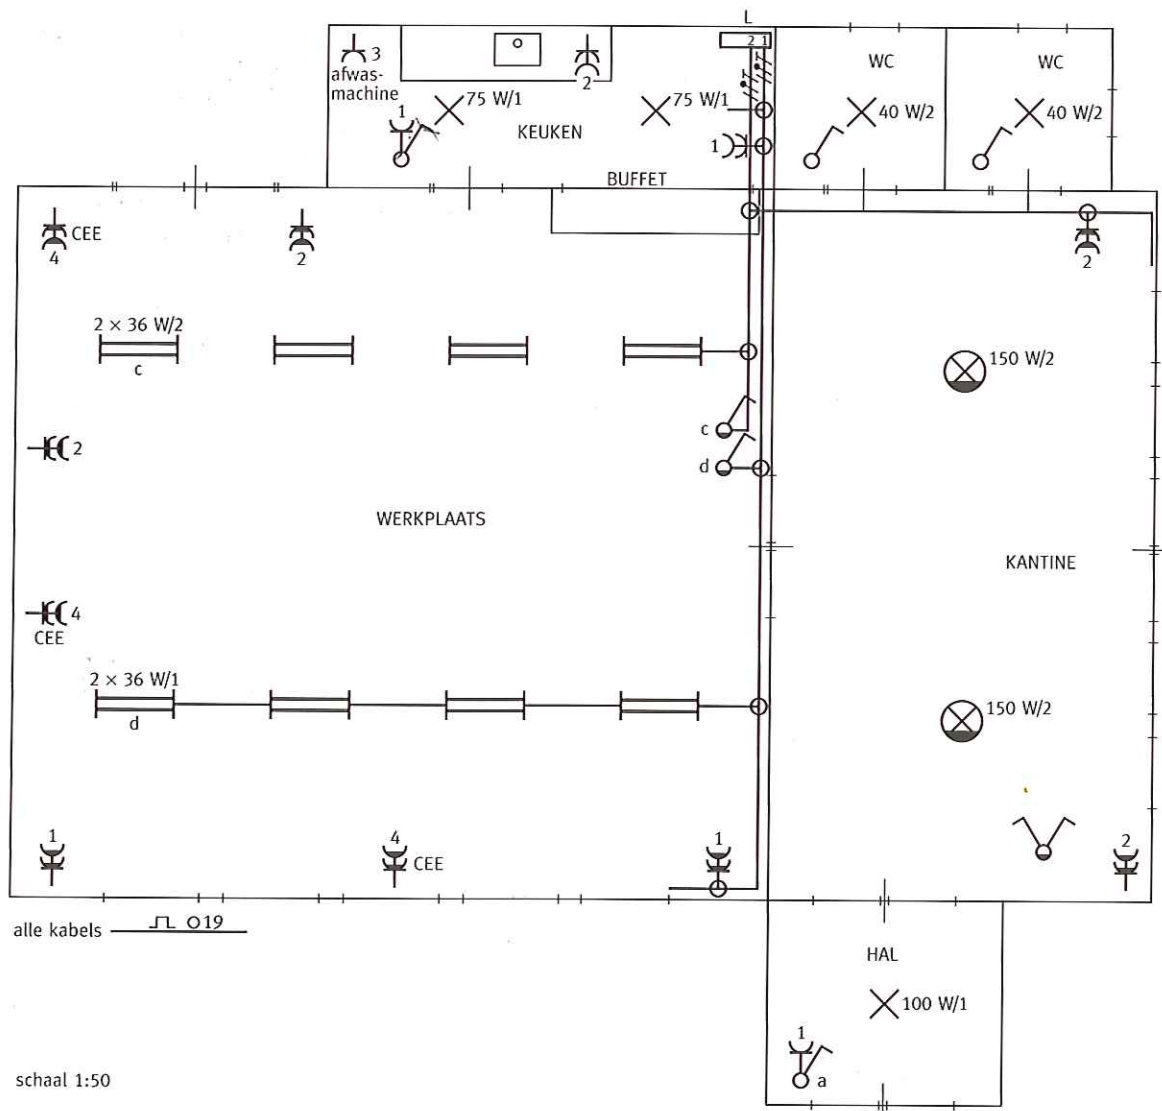 L
2 1
3
afwas-
machine
2
WC
WC
1
75 W/1
75 W/1
40 W/2
40 W/2
KEUKEN
1
BUFFET
CEE
4
2
2
2 × 36 W/2
c
150 W/2
c
2
d
WERKPLAATS
KANTINE
4
CEE
2 × 36 W/1
d
150 W/2
1
4
CEE
1
2
alle kabels
O19
HAL
100 W/1
1
a
schaal 1:50